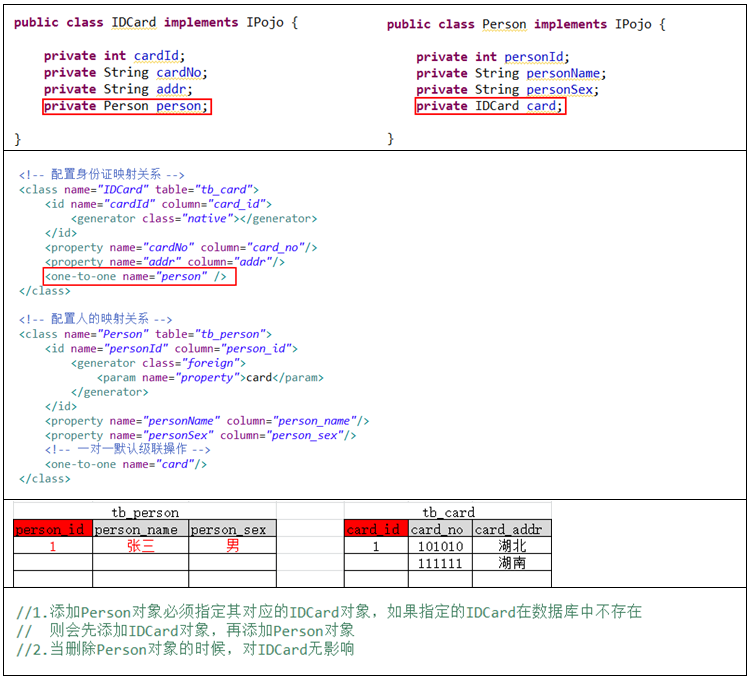 public class IDCard implements IPojo {
private int cardId;
private String cardNo;
private String addr;
private Person person;
}
public class Person implements IPojo {
private int personId;
private String personName;
private String personSex;
private IDCard card;
}
<!-- 配置身份证映射关系 -->
<class name="IDCard" table="tb_card">
<id name="cardId" column="card_id">
<generator class="native"></generator>
</id>
<property name="cardNo" column="card_no"/>
<property name="addr" column="addr"/>
<one-to-one name="person" />
</class>
<!-- 配置人的映射关系 -->
<class name="Person" table="tb_person">
<id name="personId" column="person_id">
<generator class="foreign">
<param name="property">card</param>
</generator>
</id>
<property name="personName" column="person_name"/>
<property name="personSex" column="person_sex"/>
<!-- 一对一默认级联操作 -->
<one-to-one name="card"/>
</class>
tb_person
person_id person_name person_sex
1 张三 男
tb_card
card_id card_no card_addr
1 101010 湖北
111111 湖南
//1.添加Person对象必须指定其对应的IDCard对象，如果指定的IDCard在数据库中不存在
// 则会先添加IDCard对象，再添加Person对象
//2.当删除Person对象的时候，对IDCard无影响